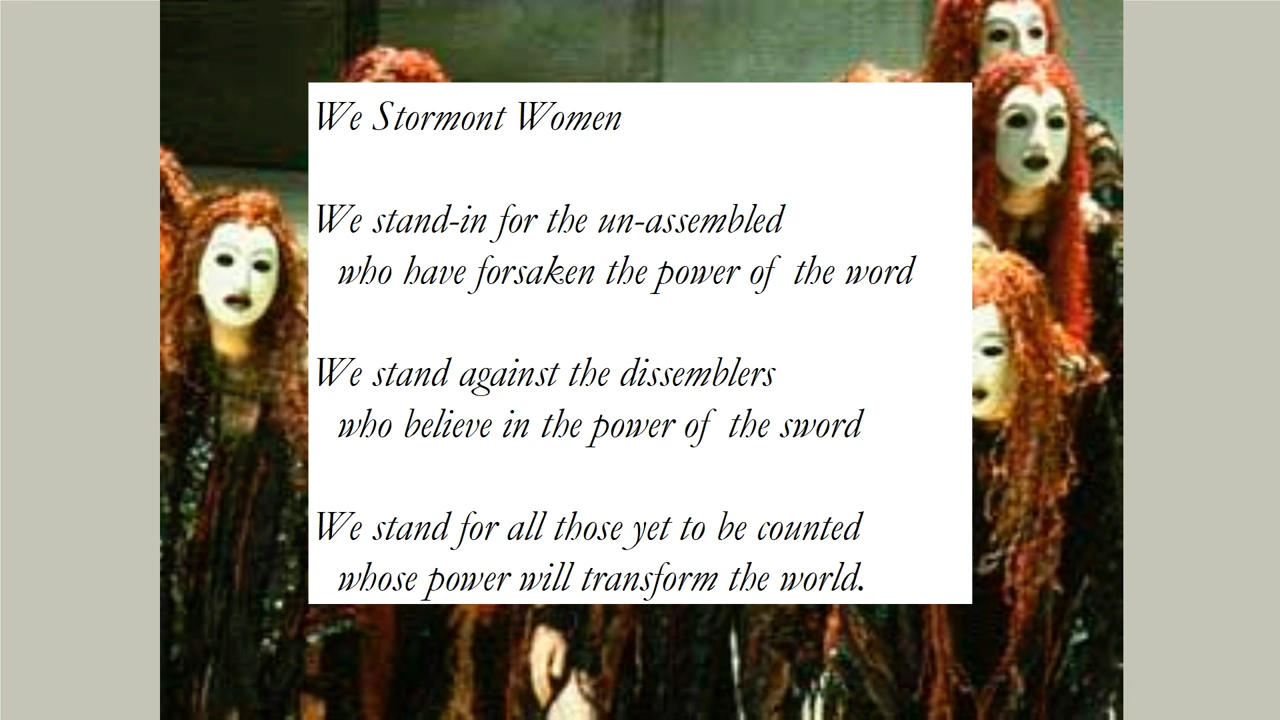 We Stormont Women
We stand-in for the un-assembled
who have forsaken the power of the word
We stand against the dissemblers
who believe in the power of the sword
We stand for all those yet to be counted
whose power will transform the world.